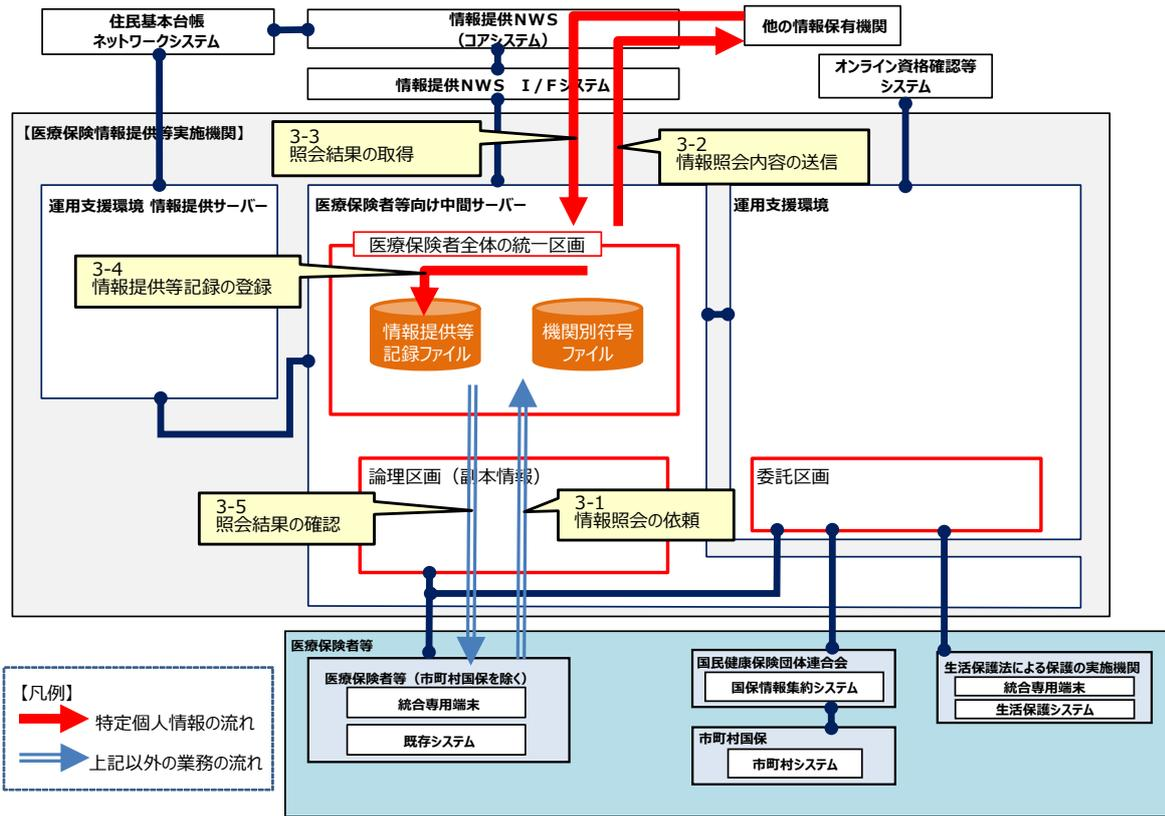 住民基本台帳
ネットワークシステム
情報提供NWS
（コアシステム）
他の情報保有機関
情報提供NWS　I／Fシステム
オンライン資格確認等
システム
【医療保険情報提供等実施機関】
3-3
照会結果の取得
3-2
情報照会内容の送信
運用支援環境 情報提供サーバー
医療保険者等向け中間サーバー
運用支援環境
医療保険者全体の統一区画
3-4
情報提供等記録の登録
情報提供等
記録ファイル
機関別符号
ファイル
論理区画（副本情報）
委託区画
3-5
照会結果の確認
3-1
情報照会の依頼
医療保険者等
医療保険者等（市町村国保を除く）
統合専用端末
既存システム
国民健康保険団体連合会
国保情報集約システム
市町村国保
市町村システム
生活保護法による保護の実施機関
統合専用端末
生活保護システム
【凡例】
特定個人情報の流れ
上記以外の業務の流れ